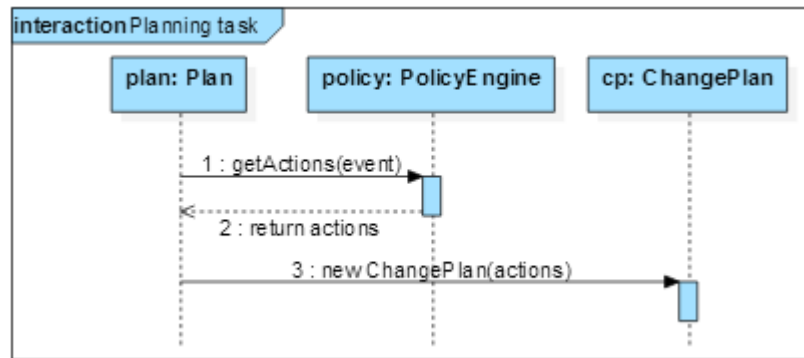 interaction Planning task
plan: Plan
policy: PolicyEngine
cp: ChangePlan
1 : getActions(event)
2 : return actions
3 : new ChangePlan(actions)